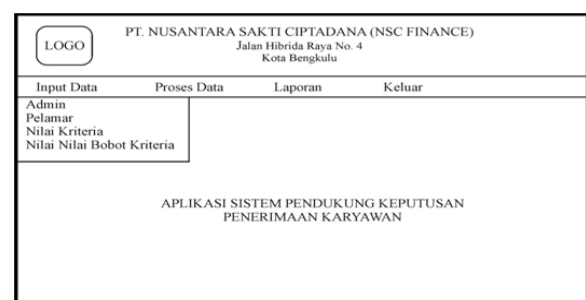 LOGO
PT. NUSANTARA SAKTI CIPTADANA (NSC FINANCE)
Jalan Hibrida Raya No. 4
Kota Bengkulu
Input Data Proses Data Laporan Keluar
Admin
Pelamar
Nilai Kriteria
Nilai Nilai Bobot Kriteria
APLIKASI SISTEM PENDUKUNG KEPUTUSAN
PENERIMAAN KARYAWAN